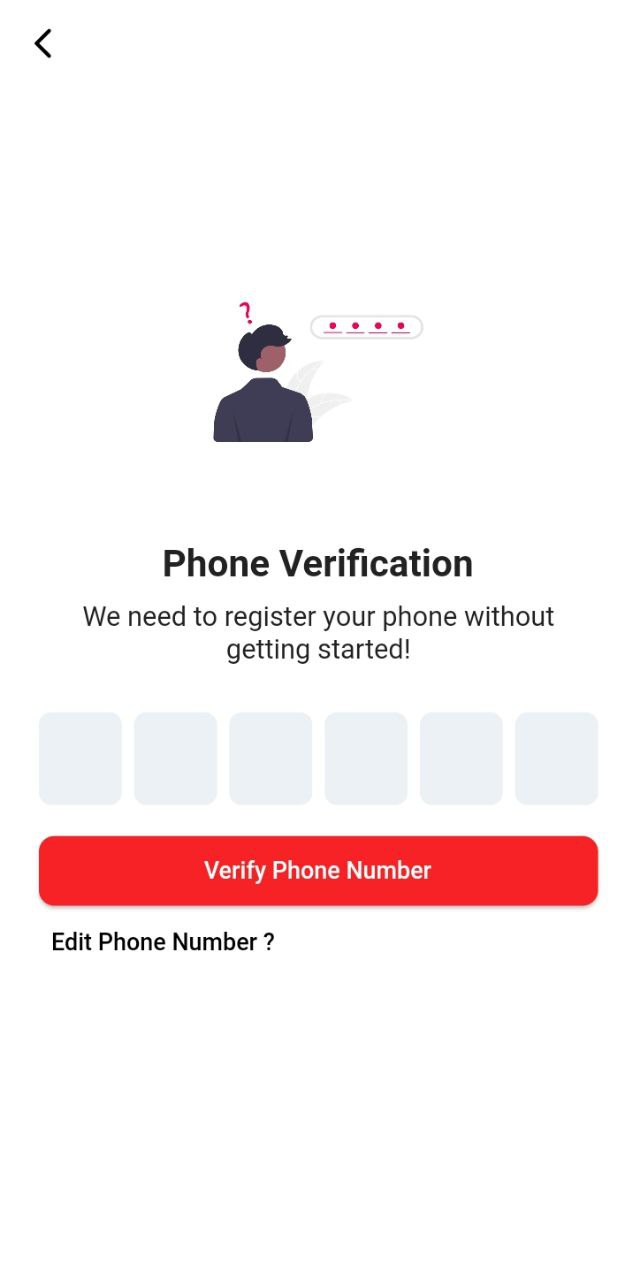 Phone Verification
We need to register your phone without
getting started!
Verify Phone Number
Edit Phone Number ?